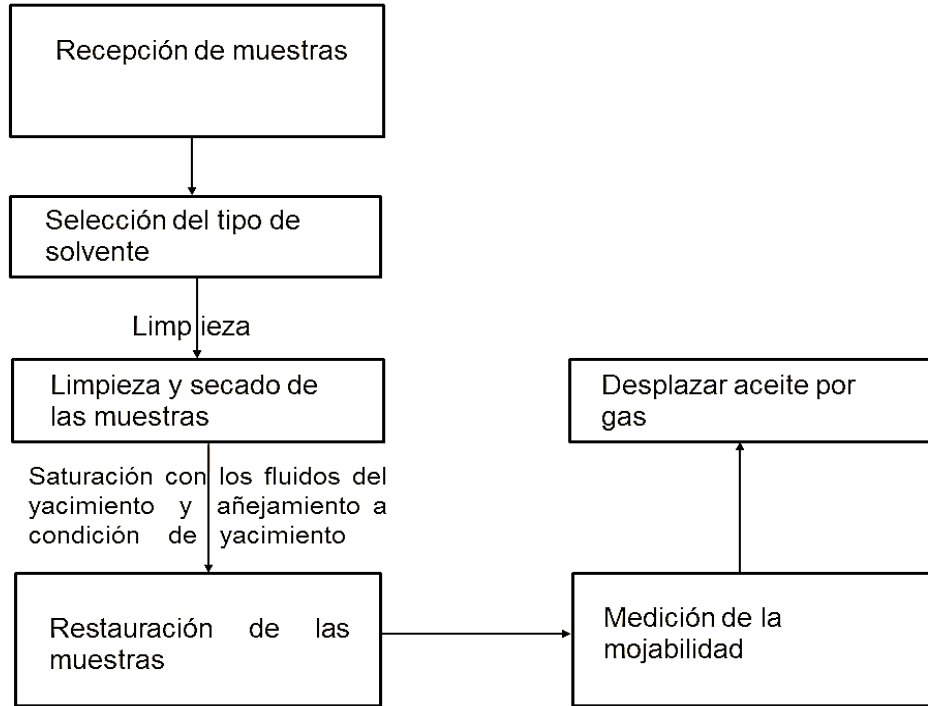 Recepción de muestras
Selección del tipo de
solvente
Limpieza
Limpieza y secado de
las muestras
Saturación con los fluidos del
yacimiento y añejamiento a
condición de yacimiento
Restauración de las
muestras
Medición de la
mojabilidad
Desplazar aceite por
gas